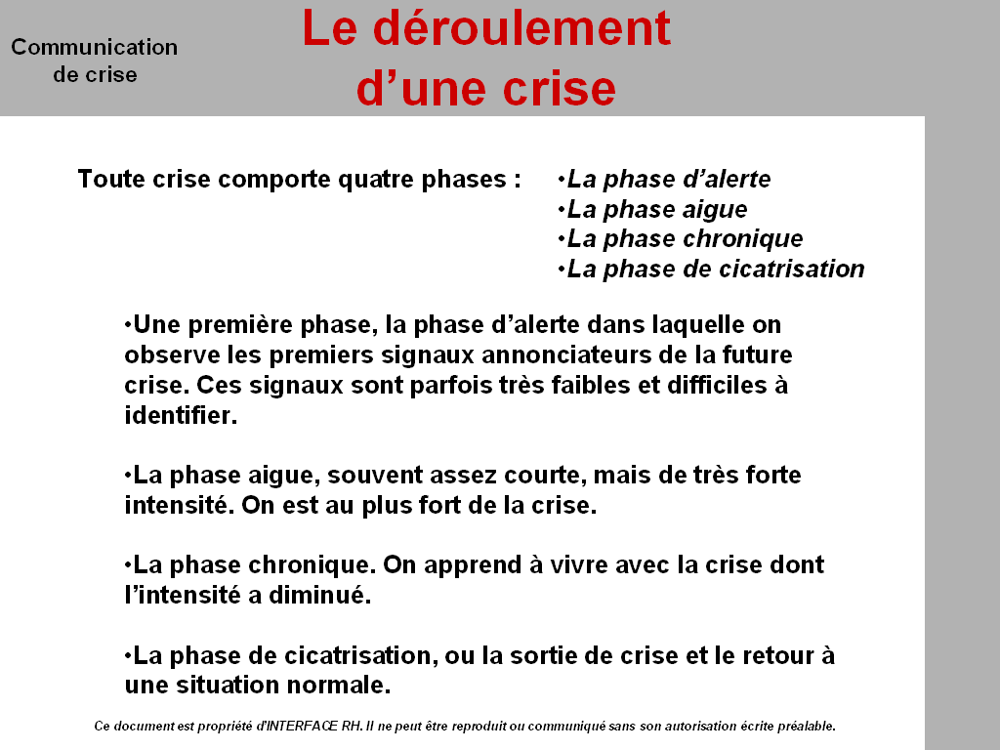 Communication
de crise
Le déroulement
d’une crise
Toute crise comporte quatre phases :
•La phase d’alerte
•La phase aigue
•La phase chronique
•La phase de cicatrisation
•Une première phase, la phase d’alerte dans laquelle on
observe les premiers signaux annonciateurs de la future
crise. Ces signaux sont parfois très faibles et difficiles à
identifier.
•La phase aigue, souvent assez courte, mais de très forte
intensité. On est au plus fort de la crise.
•La phase chronique. On apprend à vivre avec la crise dont
l’intensité a diminué.
•La phase de cicatrisation, ou la sortie de crise et le retour à
une situation normale.
Ce document est propriété d'INTERFACE RH. Il ne peut être reproduit ou communiqué sans son autorisation écrite préalable.